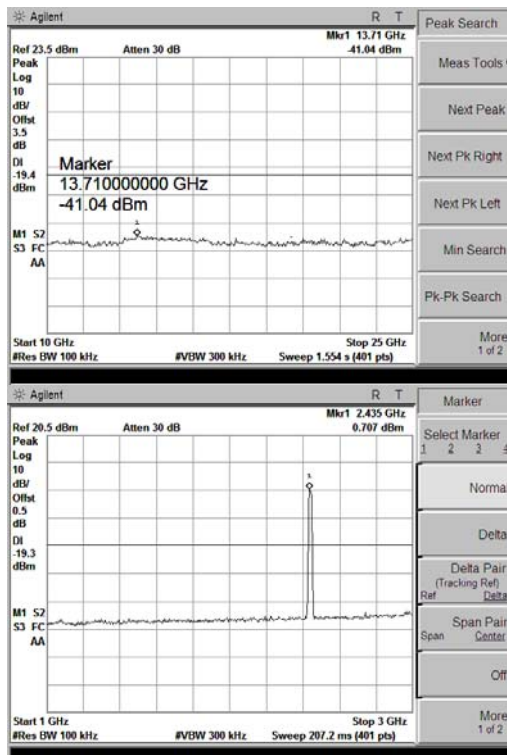 Agilent R T
Mkr1 13.71 GHz
Ref 23.5 dBm Atten 30 dB -41.04 dBm
Peak
Log
10
dB/
Offst
3.5
dB
DI
-19.4
dBm
Marker
13.710000000 GHz
-41.04 dBm
1
M1 S2
S3 FC
AA
Start 10 GHz Stop 25 GHz
#Res BW 100 kHz #VBW 300 kHz Sweep 1.554 s (401 pts)
Peak Search
Meas Tools
Next Peak
Next Pk Right
Next Pk Left
Min Search
Pk-Pk Search
More
1 of 2
Agilent R T
Mkr1 2.435 GHz
Ref 20.5 dBm Atten 30 dB 0.707 dBm
Peak
Log
10
dB/
Offst
0.5
dB
DI
-19.3
dBm
1
M1 S2
S3 FC
AA
Start 1 GHz Stop 3 GHz
#Res BW 100 kHz #VBW 300 kHz Sweep 207.2 ms (401 pts)
Marker
Select Marker
1 2 3 4
Norma
Delta
Delta Pair
(Tracking Ref)
Ref Delta
Span Pair
Span Center
Off
More
1 of 2